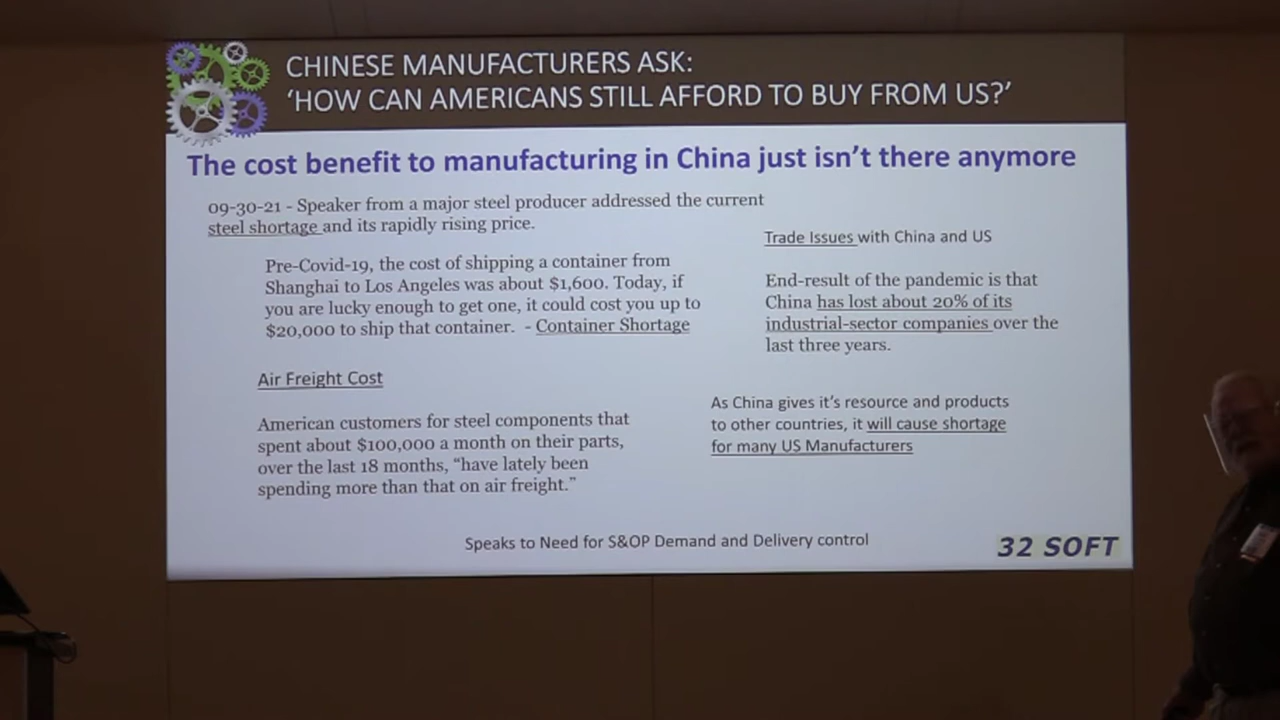 CHINESE MANUFACTURERS ASK:
‘HOW CAN AMERICANS STILL AFFORD TO BUY FROM US?’
The cost benefit to manufacturing in China just isn’t there anymore
09-30-21 - Speaker from a major steel producer addressed the current
steel shortage and its rapidly rising price.
Pre-Covid-19, the cost of shipping a container from
Shanghai to Los Angeles was about $1,600. Today, if
you are lucky enough to get one, it could cost you up to
$20,000 to ship that container. - Container Shortage
Air Freight Cost
American customers for steel components that
spent about $100,000 a month on their parts,
over the last 18 months, “have lately been
spending more than that on air freight.”
Trade Issues with China and US
End-result of the pandemic is that
China has lost about 20% of its
industrial-sector companies over the
last three years.
As China gives it’s resource and products
to other countries, it will cause shortage
for many US Manufacturers
Speaks to Need for S&OP Demand and Delivery control
32 SOFT